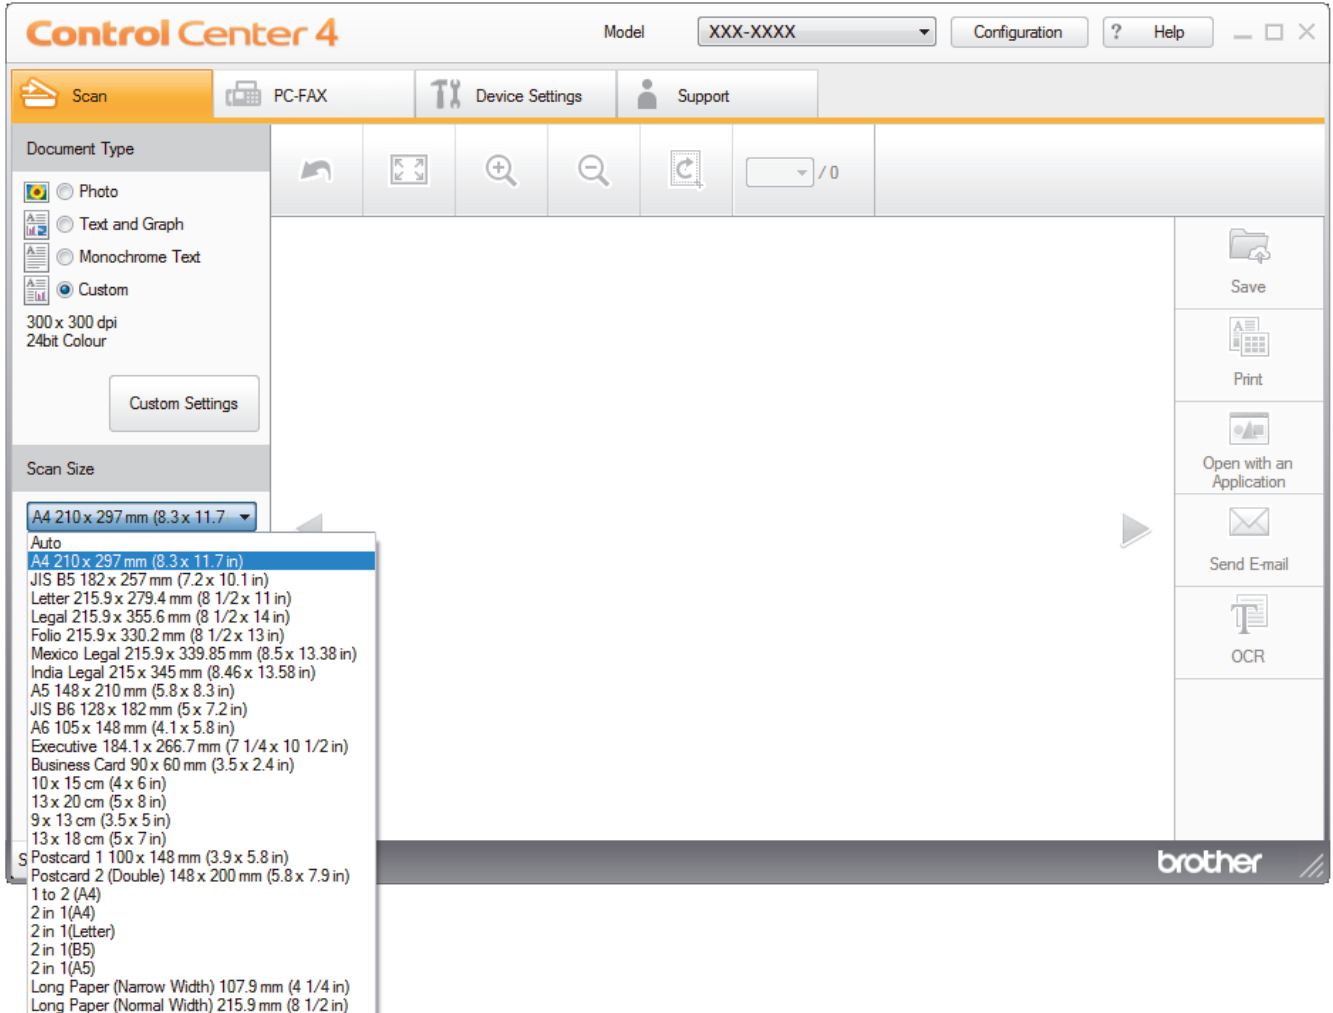 Control Center 4
Model
XXX-XXXX
Configuration
? Help
Scan
PC-FAX
Device Settings
Support
Document Type
Photo
Text and Graph
Monochrome Text
Custom
300 x 300 dpi
24bit Colour
Custom Settings
/ 0
Scan Size
A4 210 x 297 mm (8.3 x 11.7
Auto
A4 210 x 297 mm (8.3 x 11.7 in)
JIS B5 182 x 257 mm (7.2 x 10.1 in)
Letter 215.9 x 279.4 mm (8 1/2 x 11 in)
Legal 215.9 x 355.6 mm (8 1/2 x 14 in)
Folio 215.9 x 330.2 mm (8 1/2 x 13 in)
Mexico Legal 215.9 x 339.85 mm (8.5 x 13.38 in)
India Legal 215 x 345 mm (8.46 x 13.58 in)
A5 148 x 210 mm (5.8 x 8.3 in)
JIS B6 128 x 182 mm (5 x 7.2 in)
A6 105 x 148 mm (4.1 x 5.8 in)
Executive 184.1 x 266.7 mm (7 1/4 x 10 1/2 in)
Business Card 90 x 60 mm (3.5 x 2.4 in)
10 x 15 cm (4 x 6 in)
13 x 20 cm (5 x 8 in)
9 x 13 cm (3.5 x 5 in)
13 x 18 cm (5 x 7 in)
Postcard 1 100 x 148 mm (3.9 x 5.8 in)
Postcard 2 (Double) 148 x 200 mm (5.8 x 7.9 in)
1 to 2 (A4)
2 in 1(A4)
2 in 1(Letter)
2 in 1(B5)
2 in 1(A5)
Long Paper (Narrow Width) 107.9 mm (4 1/4 in)
Long Paper (Normal Width) 215.9 mm (8 1/2 in)
Save
Print
Open with an
Application
Send E-mail
OCR
brother